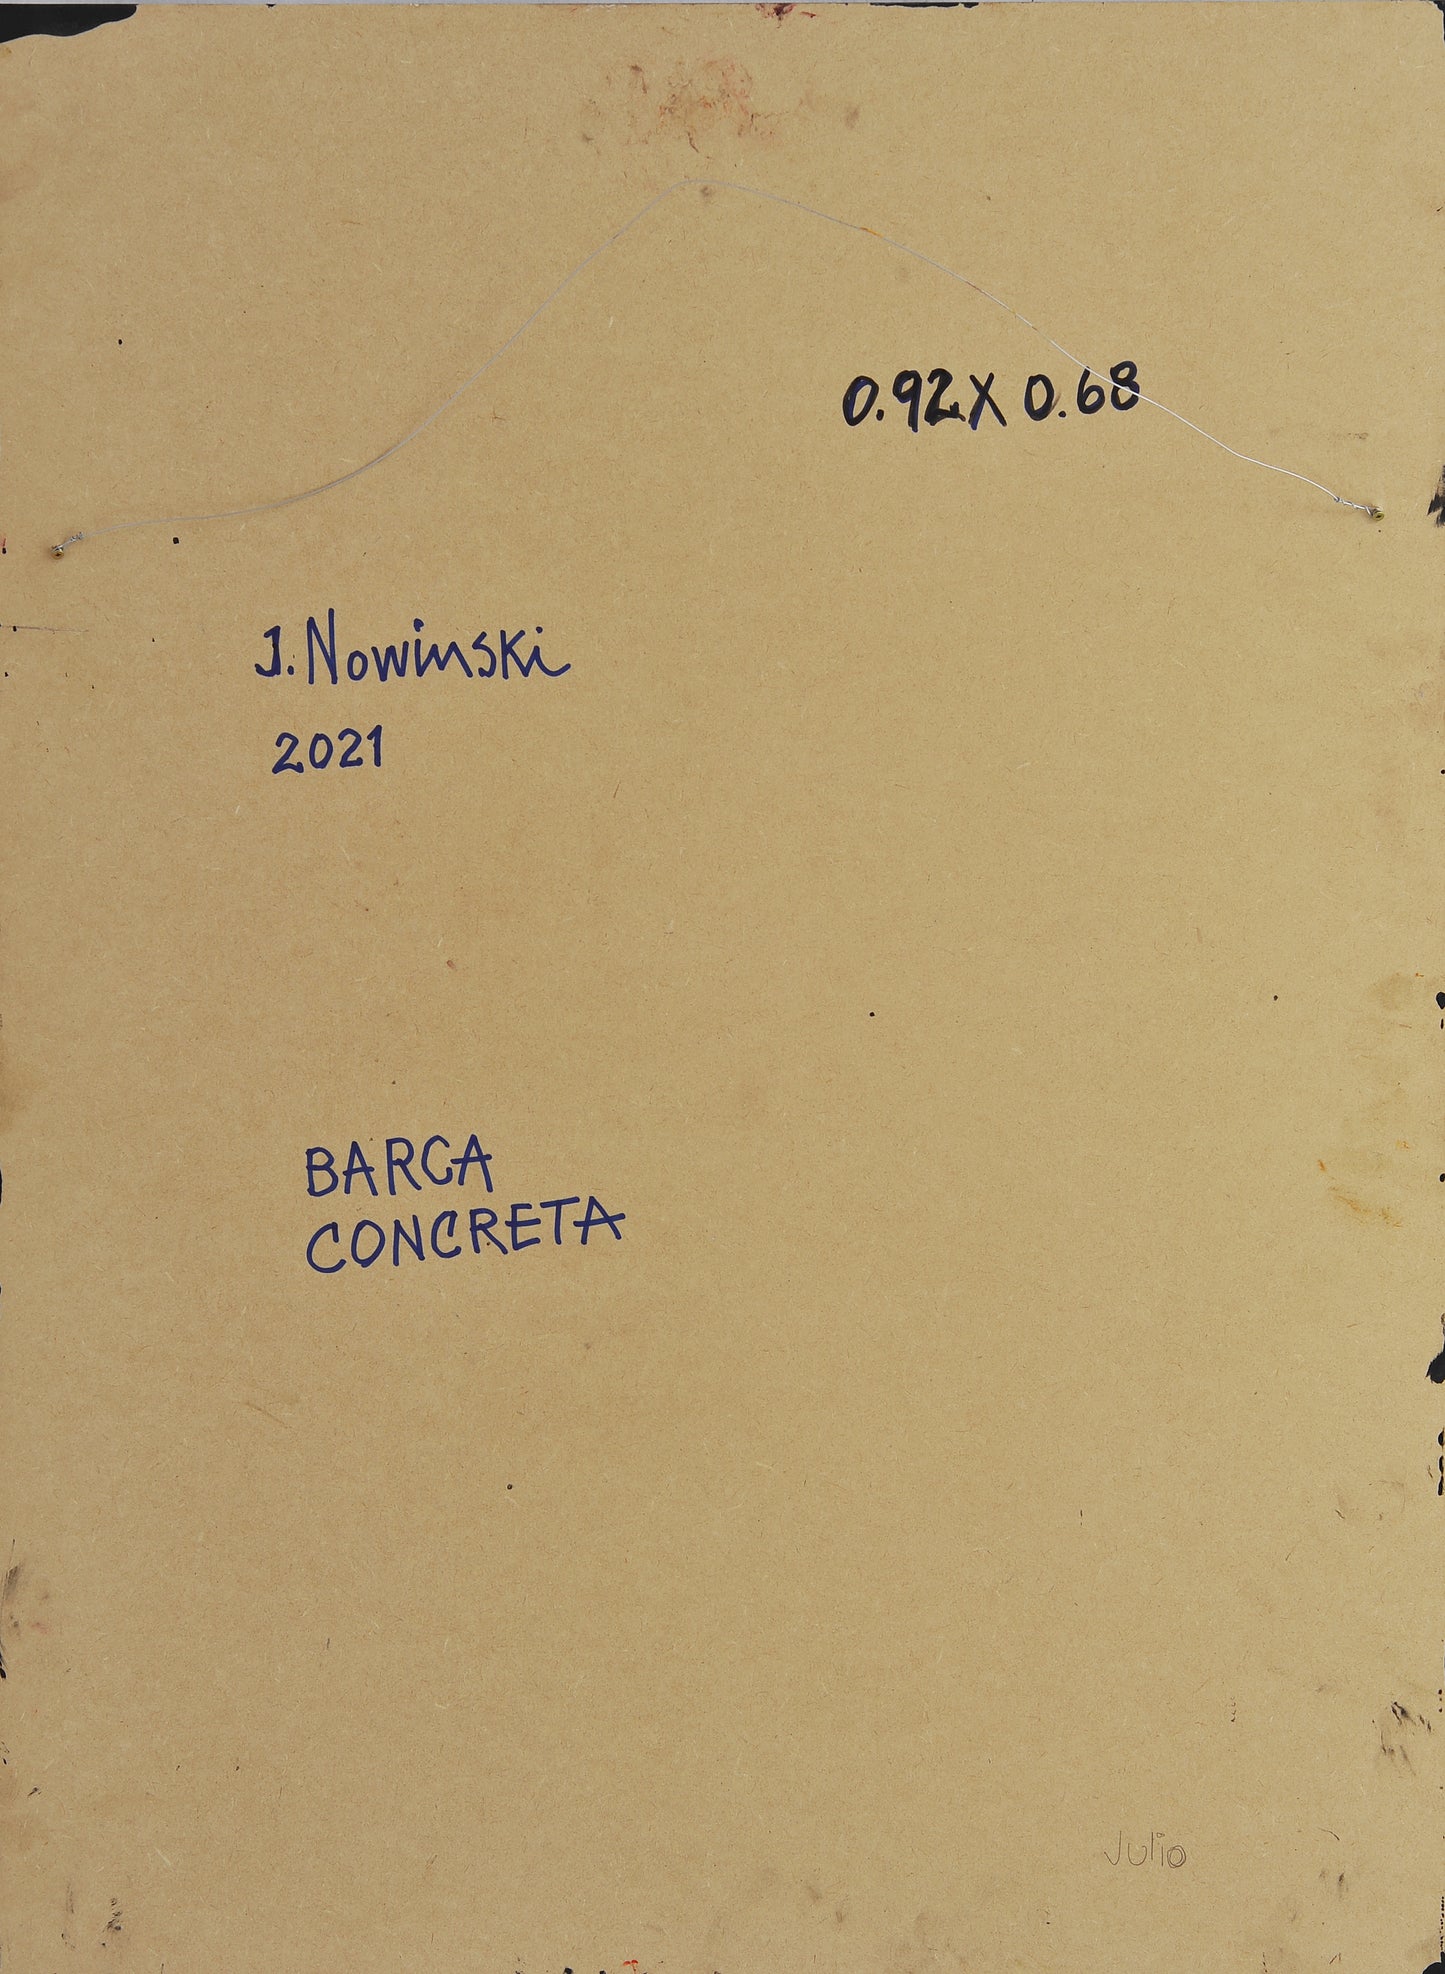 0.92 X 0.68
J. Nowinski
2021
BARCA
CONCRETA
Julio